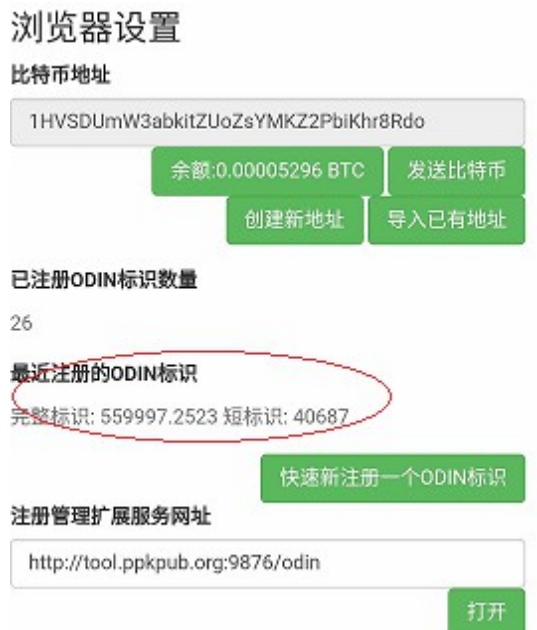 浏览器设置
比特币地址
1HVSDUmW3abkitZUoZsYMKZ2PbiKhr8Rdo
余额:0.00005296 BTC 发送比特币
创建新地址 导入已有地址
已注册ODIN标识数量
26
最近注册的ODIN标识
完整标识: 559997.2523 短标识: 40687
快速新注册一个ODIN标识
注册管理扩展服务网址
http://tool.ppkpub.org:9876/odin
打开